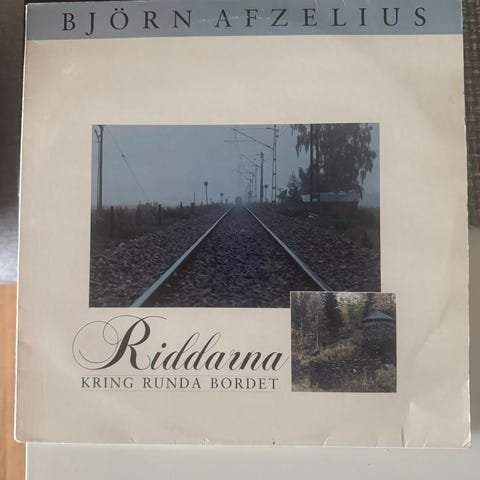 BJÖRN AFZELIUS
Riddarna
KRING RUNDA BORDET